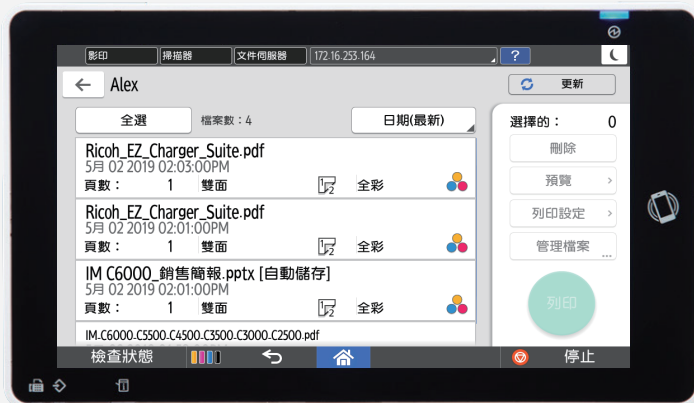 影印 掃描器 文件伺服器 172.16.253.164 ?
Alex 更新
全選 檔案數：4 日期(最新) 選擇的： 0
Ricoh_EZ_Charger_Suite.pdf
5月 02 2019 02:03:00PM
頁數： 1 雙面 全彩
刪除
預覽
Ricoh_EZ_Charger_Suite.pdf
5月 02 2019 02:01:00PM
頁數： 1 雙面 全彩
列印設定
管理檔案
IM C6000_銷售簡報.pptx [自動儲存]
5月 02 2019 02:01:00PM
頁數： 1 雙面 全彩
列印
IM-C6000-C5500-C4500-C3500-C3000-C2500.pdf
檢查狀態 停止